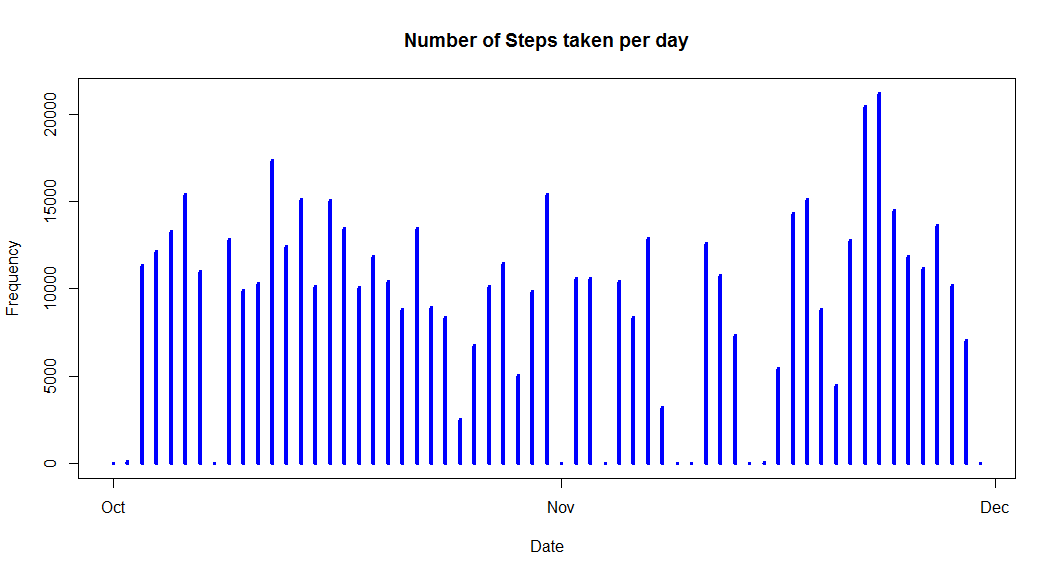 Number of Steps taken per day
Frequency
20000
15000
10000
5000
0
Oct
Nov
Dec
Date